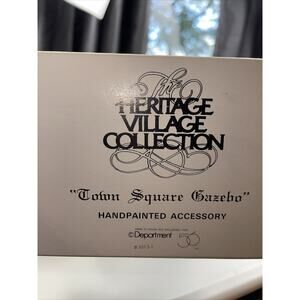 The
HERITAGE
VILLAGE
COLLECTION
"Town Square Gazebo"
HANDPAINTED ACCESSORY
©Department 56